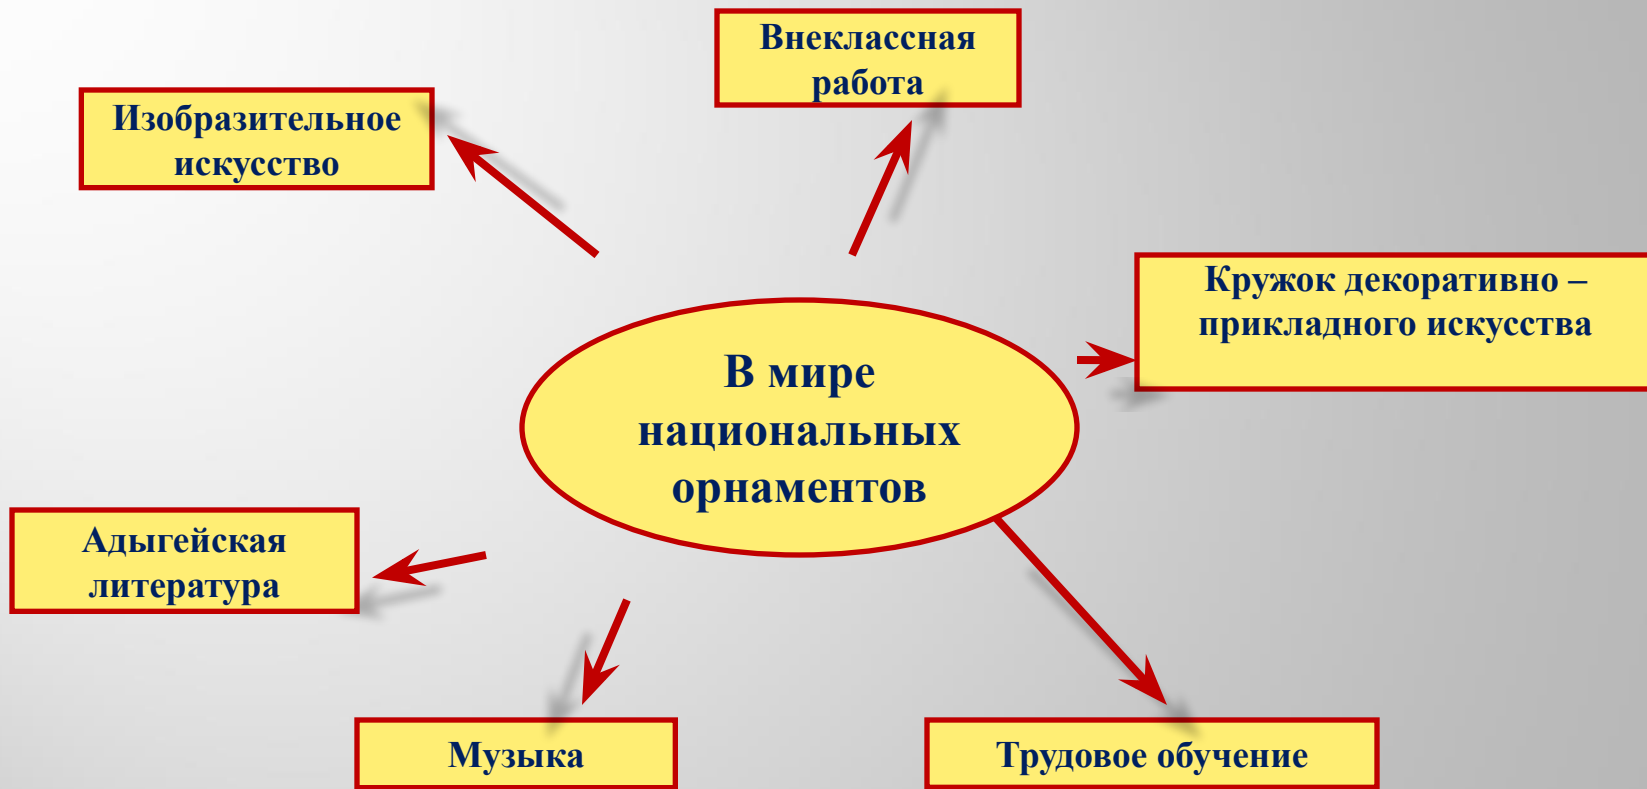 Внеклассная
работа
Изобразительное
искусство
Кружок декоративно –
прикладного искусства
В мире
национальных
орнаментов
Адыгейская
литература
Музыка
Трудовое обучение